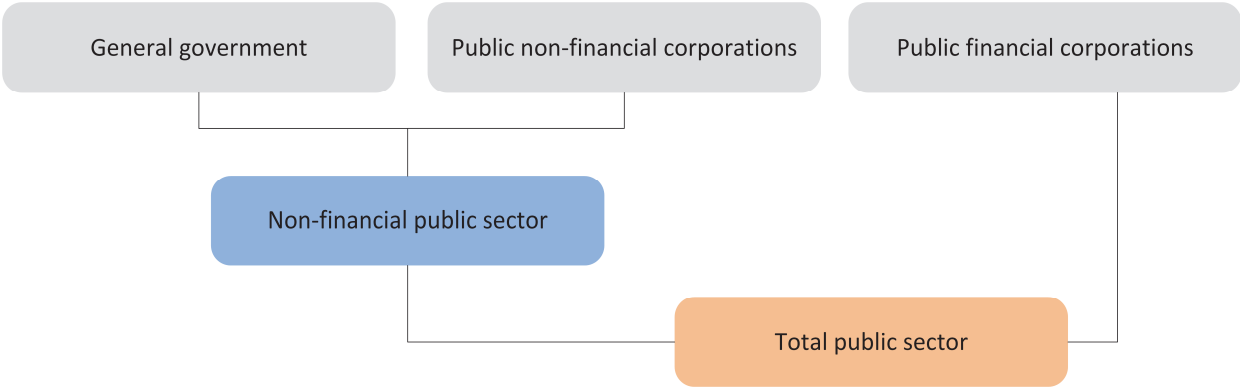 General government
Public non-financial corporations
Public financial corporations
Non-financial public sector
Total public sector